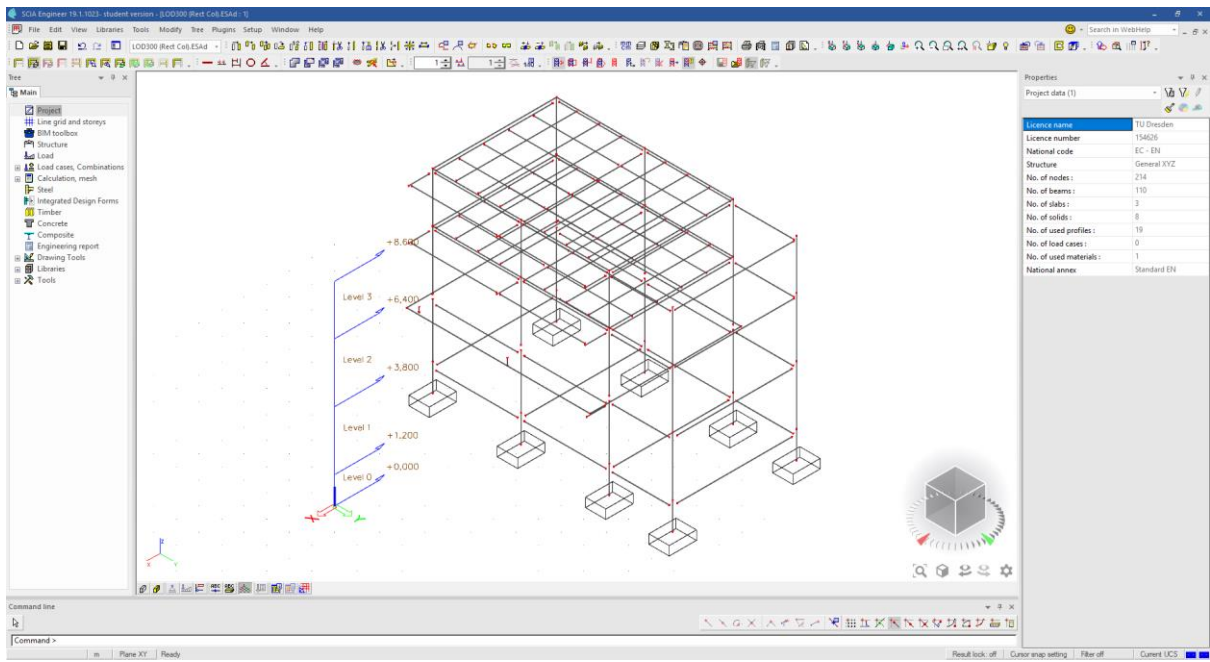 SCIA Engineer 19.1.1023- student version - [LOD300 (Rect Col).ESAd : 1]
File Edit View Libraries Tools Modify Tree Plugins Setup Window Help
Search in WebHelp
LOD300 (Rect Col).ESAd
1
1
Tree
Main
Project
Line grid and storeys
BIM toolbox
Structure
Load
Load cases, Combinations
Calculation, mesh
Steel
Integrated Design Forms
Timber
Concrete
Composite
Engineering report
Drawing Tools
Libraries
Tools
+8.600
Level 3
+6,400
Level 2
+3,800
Level 1
+1,200
Level 0
+0,000
X
Y
Properties
Project data (1)
Licence name TU Dresden
Licence number 154626
National code EC - EN
Structure General XYZ
No. of nodes : 214
No. of beams : 110
No. of slabs : 3
No. of solids : 8
No. of used profiles : 19
No. of load cases : 0
No. of used materials : 1
National annex Standard EN
Command line
Command >
m Plane XY Ready
Result lock: off Cursor snap setting Filter off Current UCS